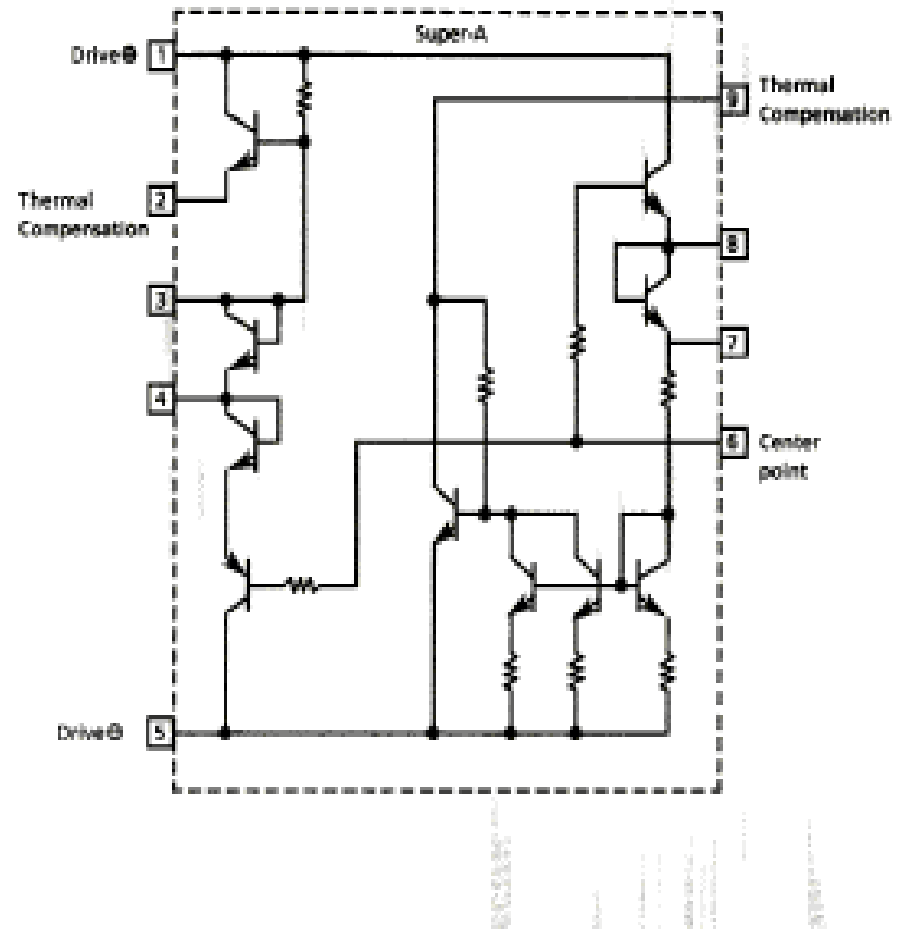 Super-A
Drive⊕ 1
9 Thermal
Compensation
2
Thermal
Compensation
8
3
7
4
6 Center
point
Drive⊖ 5